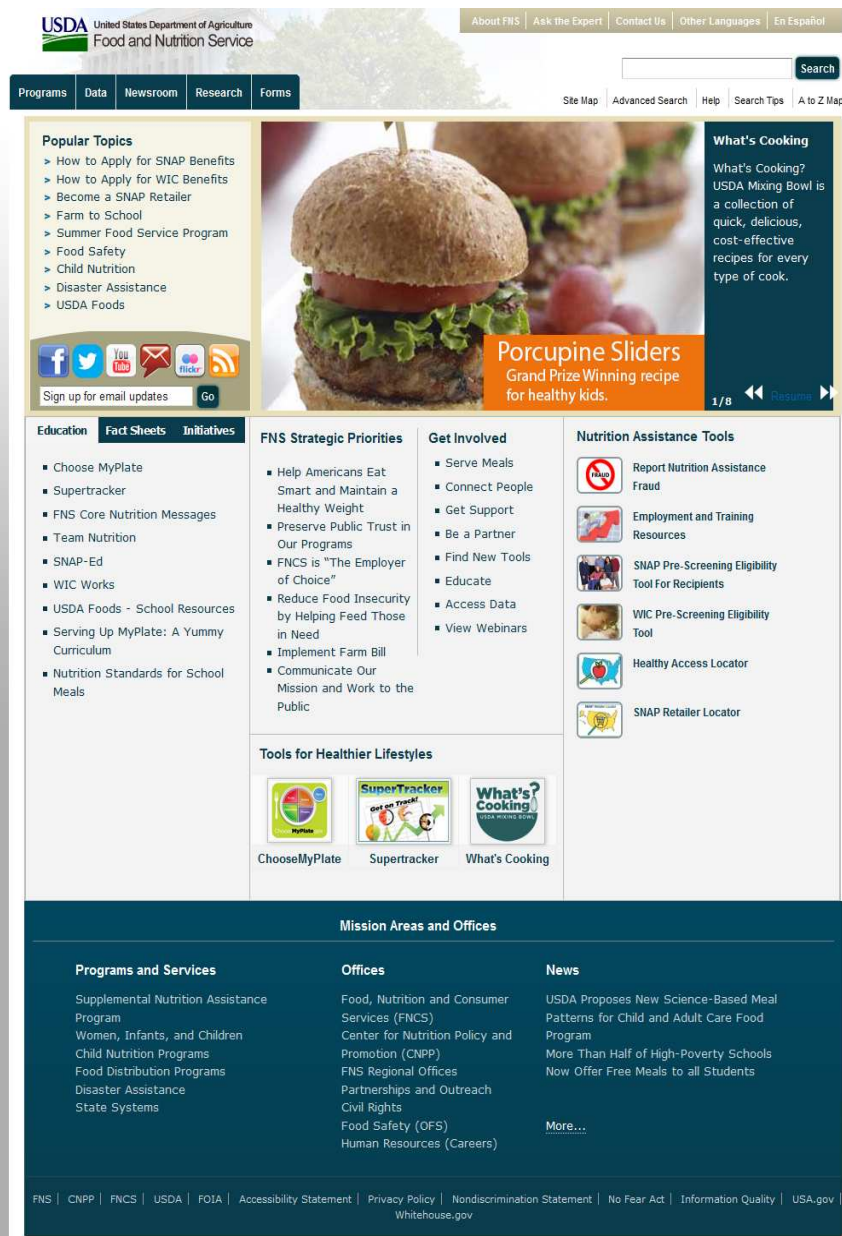 USDA United States Department of Agriculture
Food and Nutrition Service
About FNS | Ask the Expert | Contact Us | Other Languages | En Español
Search
Programs Data Newsroom Research Forms
Site Map Advanced Search Help Search Tips A to Z Map
Popular Topics
> How to Apply for SNAP Benefits
> How to Apply for WIC Benefits
> Become a SNAP Retailer
> Farm to School
> Summer Food Service Program
> Food Safety
> Child Nutrition
> Disaster Assistance
> USDA Foods
You
Tube
flickr
Sign up for email updates Go
Porcupine Sliders
Grand Prize Winning recipe
for healthy kids.
What's Cooking
What's Cooking?
USDA Mixing Bowl is
a collection of
quick, delicious,
cost-effective
recipes for every
type of cook.
1/8 Resume
Education Fact Sheets Initiatives
Choose MyPlate
Supertracker
FNS Core Nutrition Messages
Team Nutrition
SNAP-Ed
WIC Works
USDA Foods - School Resources
Serving Up MyPlate: A Yummy
Curriculum
Nutrition Standards for School
Meals
FNS Strategic Priorities
Help Americans Eat
Smart and Maintain a
Healthy Weight
Preserve Public Trust in
Our Programs
FNCS is “The Employer
of Choice”
Reduce Food Insecurity
by Helping Feed Those
in Need
Implement Farm Bill
Communicate Our
Mission and Work to the
Public
Get Involved
Serve Meals
Connect People
Get Support
Be a Partner
Find New Tools
Educate
Access Data
View Webinars
Nutrition Assistance Tools
FRAUD
Report Nutrition Assistance
Fraud
Employment and Training
Resources
SNAP Pre-Screening Eligibility
Tool For Recipients
WIC Pre-Screening Eligibility
Tool
Healthy Access Locator
SNAP Retailer Locator
Tools for Healthier Lifestyles
ChooseMyPlate
SuperTracker
Get on Track!
What's?
Cooking
USDA MIXING BOWL
ChooseMyPlate Supertracker What's Cooking
Mission Areas and Offices
Programs and Services
Supplemental Nutrition Assistance
Program
Women, Infants, and Children
Child Nutrition Programs
Food Distribution Programs
Disaster Assistance
State Systems
Offices
Food, Nutrition and Consumer
Services (FNCS)
Center for Nutrition Policy and
Promotion (CNPP)
FNS Regional Offices
Partnerships and Outreach
Civil Rights
Food Safety (OFS)
Human Resources (Careers)
News
USDA Proposes New Science-Based Meal
Patterns for Child and Adult Care Food
Program
More Than Half of High-Poverty Schools
Now Offer Free Meals to all Students
More...
FNS | CNPP | FNCS | USDA | FOIA | Accessibility Statement | Privacy Policy | Nondiscrimination Statement | No Fear Act | Information Quality | USA.gov |
Whitehouse.gov